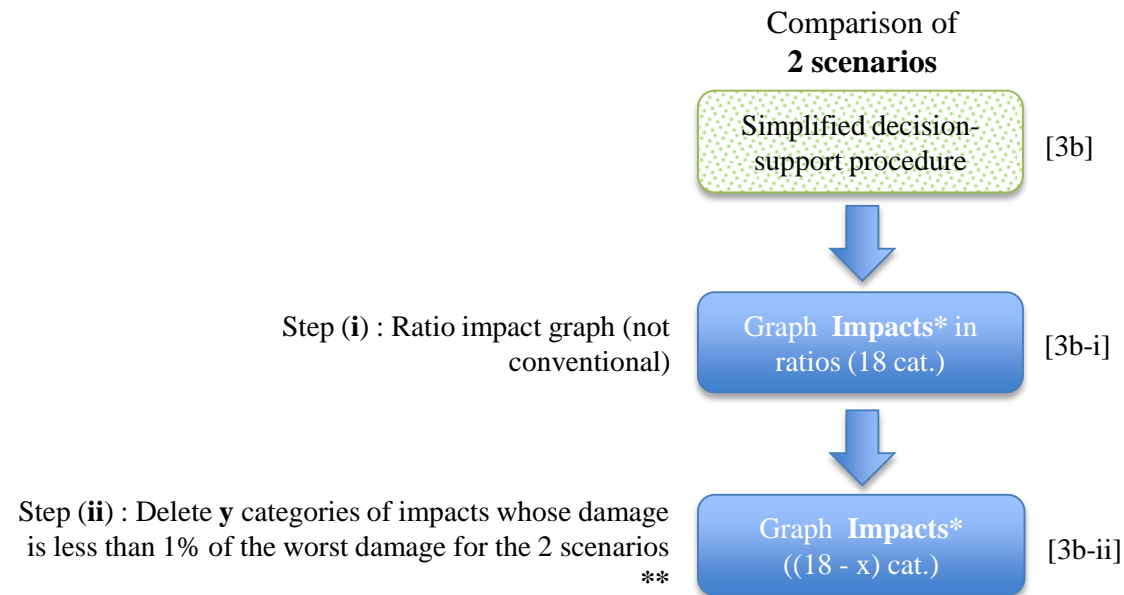 Comparison of
2 scenarios
Simplified decision-
support procedure
[3b]
Step (i) : Ratio impact graph (not
conventional)
Graph Impacts* in
ratios (18 cat.)
[3b-i]
Step (ii) : Delete y categories of impacts whose damage
is less than 1% of the worst damage for the 2 scenarios
**
Graph Impacts*
((18 - x) cat.)
[3b-ii]